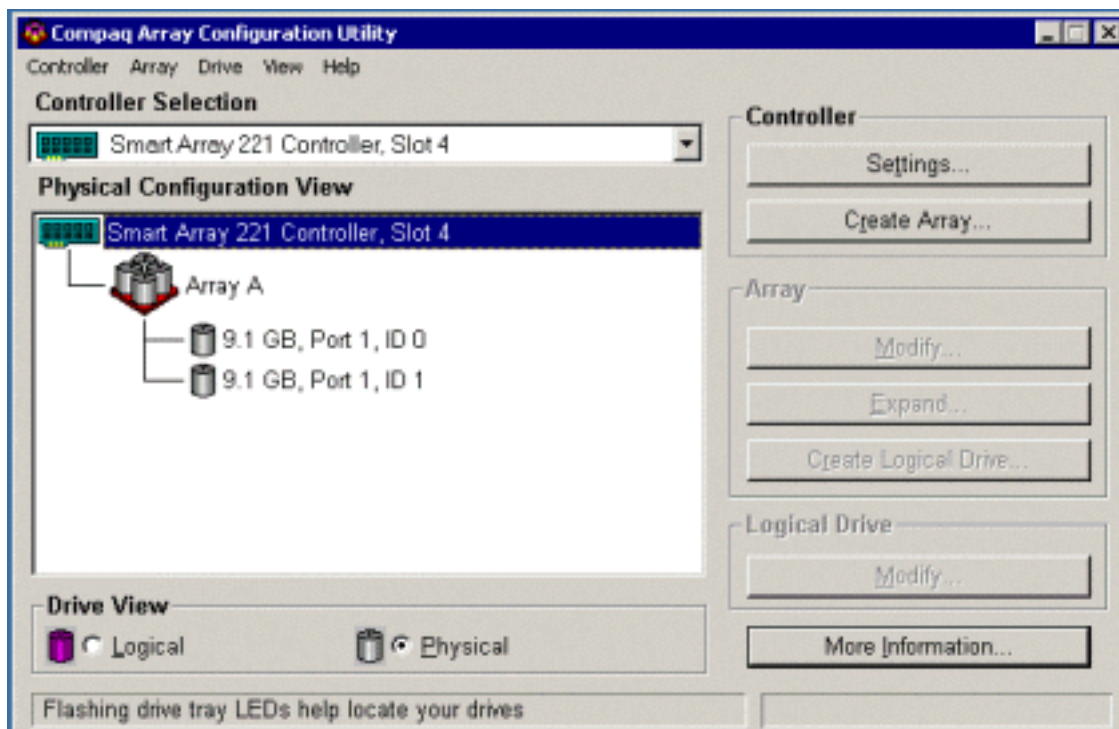 Compaq Array Configuration Utility
Controller Array Drive View Help
Controller Selection
Smart Array 221 Controller, Slot 4
Physical Configuration View
Smart Array 221 Controller, Slot 4
Array A
9.1 GB, Port 1, ID 0
9.1 GB, Port 1, ID 1
Drive View
Logical
Physical
Controller
Settings...
Create Array...
Array
Modify...
Expand...
Create Logical Drive...
Logical Drive
Modify...
More Information...
Flashing drive tray LEDs help locate your drives